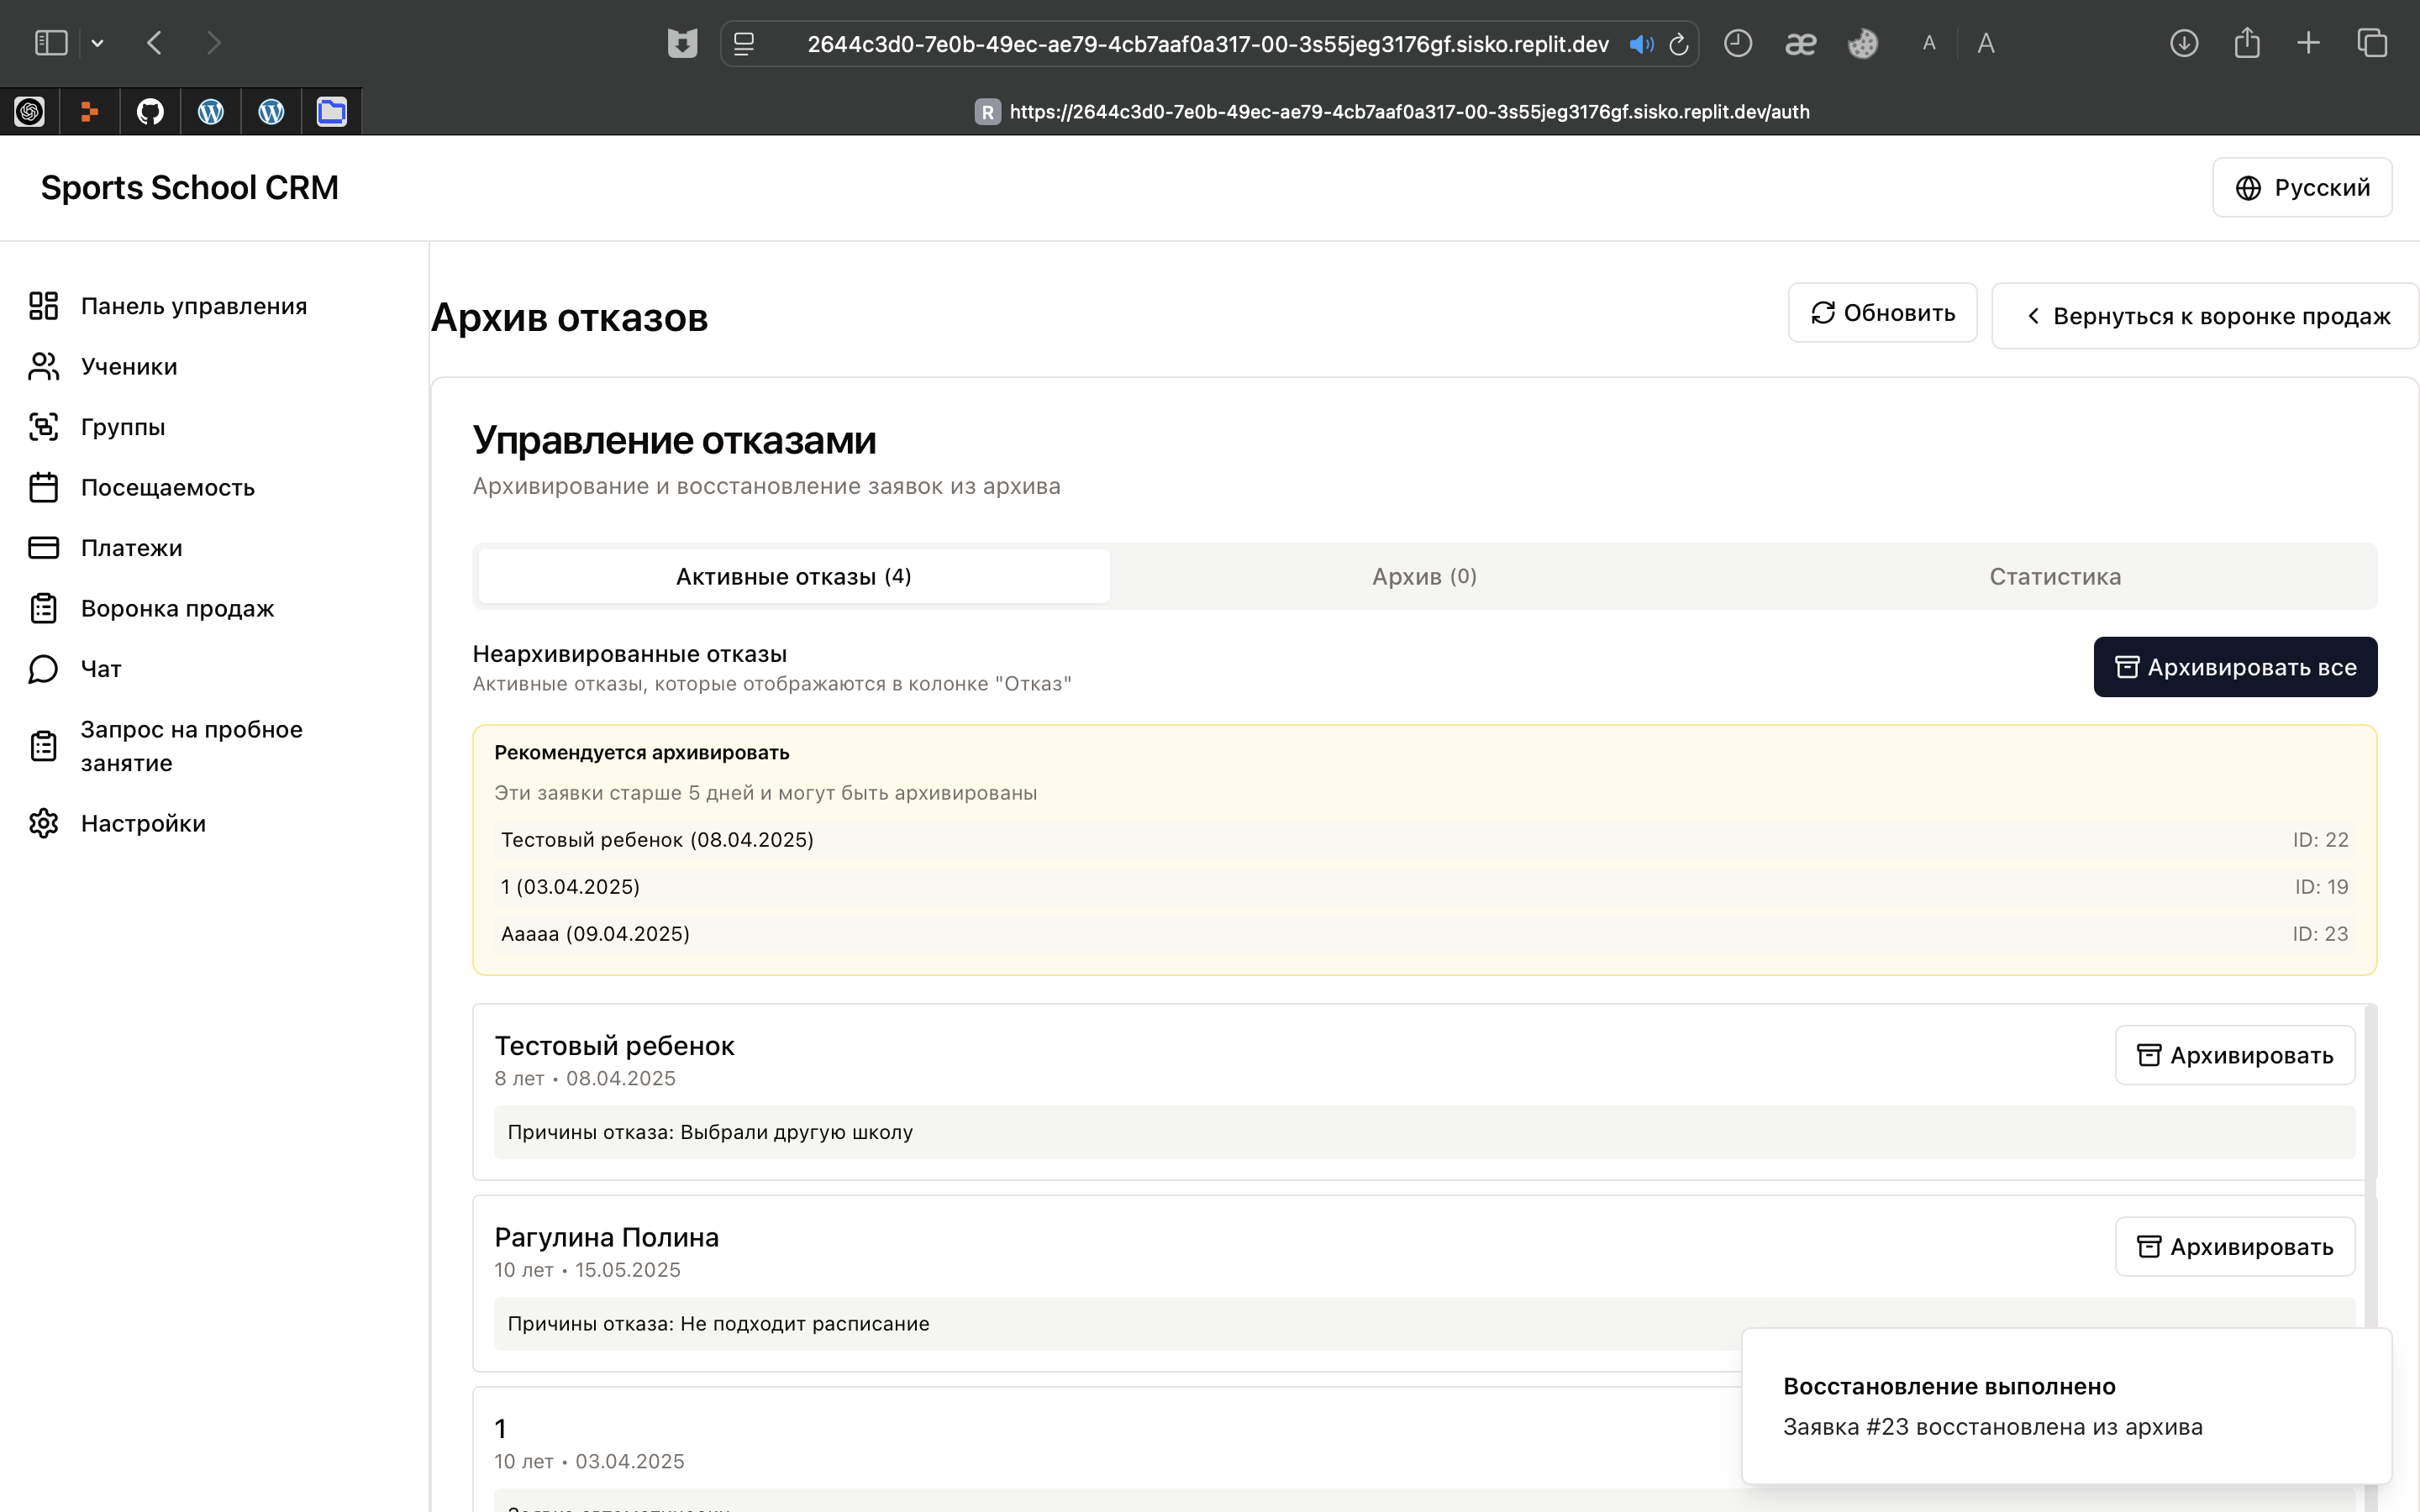 2644c3d0-7e0b-49ec-ae79-4cb7aaf0a317-00-3s55jeg3176gf.sisko.replit.dev
æ
A
A
R
https://2644c3d0-7e0b-49ec-ae79-4cb7aaf0a317-00-3s55jeg3176gf.sisko.replit.dev/auth
Sports School CRM
Русский
Панель управления
Ученики
Группы
Посещаемость
Платежи
Воронка продаж
Чат
Запрос на пробное
занятие
Настройки
Архив отказов
Обновить
Вернуться к воронке продаж
Управление отказами
Архивирование и восстановление заявок из архива
Активные отказы (4)
Архив (0)
Статистика
Неархивированные отказы
Активные отказы, которые отображаются в колонке "Отказ"
Архивировать все
Рекомендуется архивировать
Эти заявки старше 5 дней и могут быть архивированы
Тестовый ребенок (08.04.2025)
ID: 22
1 (03.04.2025)
ID: 19
Ааааа (09.04.2025)
ID: 23
Тестовый ребенок
8 лет • 08.04.2025
Архивировать
Причины отказа: Выбрали другую школу
Рагулина Полина
10 лет • 15.05.2025
Архивировать
Причины отказа: Не подходит расписание
1
10 лет • 03.04.2025
Восстановление выполнено
Заявка #23 восстановлена из архива